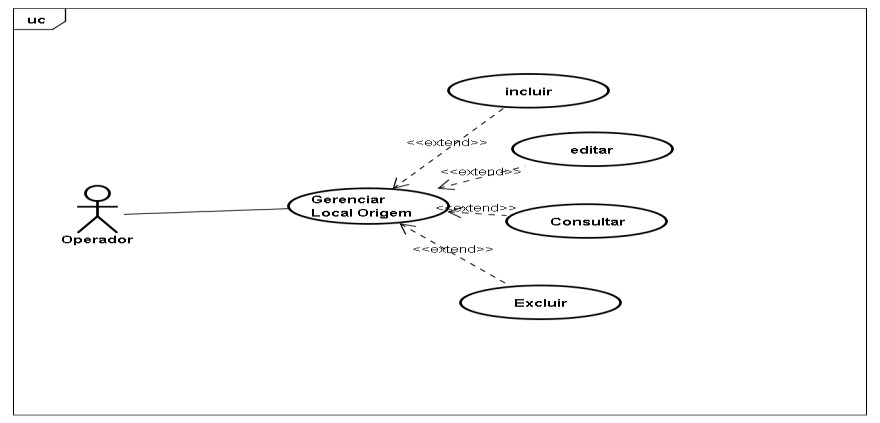 uc
incluir
<<extend>>
editar
<<extend>>
Gerenciar
Local Origem
<<extend>>
Consultar
Operador
<<extend>>
Excluir